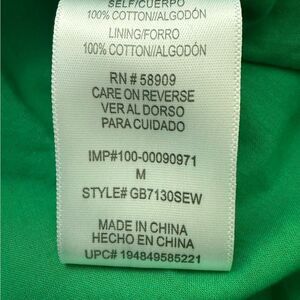 SELF/CUERPO
100% COTTON/ALGODÓN
LINING/FORRO
100% COTTON//ALGODÓN
RN # 58909
CARE ON REVERSE
VER AL DORSO
PARA CUIDADO
IMP#100-00090971
M
STYLE# GB7130SEW
MADE IN CHINA
HECHO EN CHINA
UPC# 194849585221